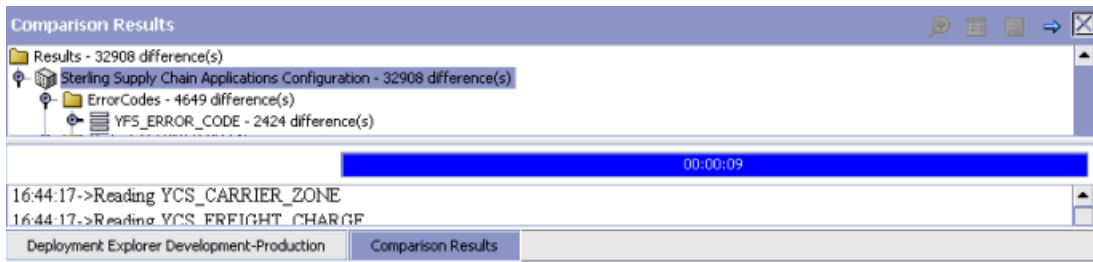 Comparison Results
Results - 32908 difference(s)
Sterling Supply Chain Applications Configuration - 32908 difference(s)
ErrorCodes - 4649 difference(s)
YFS_ERROR_CODE - 2424 difference(s)
00:00:09
16:44:17->Reading YCS_CARRIER_ZONE
16:44:17->Reading YCS_FREIGHT_CHARGE
Deployment Explorer Development-Production
Comparison Results